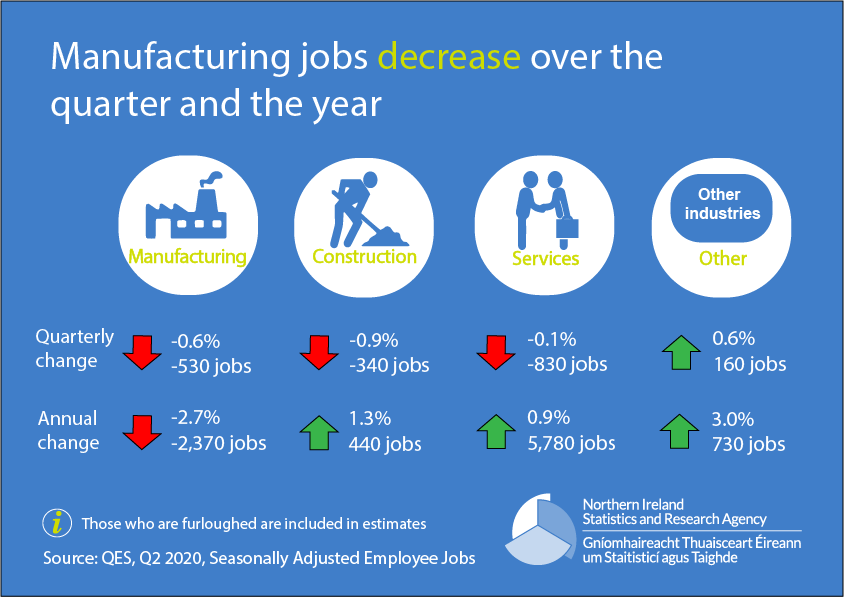 Manufacturing jobs decrease over the
quarter and the year
Other
industries
Manufacturing
Construction
Services
Other
Quarterly
change
-0.6%
-530 jobs
-0.9%
-340 jobs
-0.1%
-830 jobs
0.6%
160 jobs
Annual
change
-2.7%
-2,370 jobs
1.3%
440 jobs
0.9%
5,780 jobs
3.0%
730 jobs
i
Those who are furloughed are included in estimates
Source: QES, Q2 2020, Seasonally Adjusted Employee Jobs
Northern Ireland
Statistics and Research Agency
Gníomhaireacht Thuaisceart Éireann
um Staitisticí agus Taighde